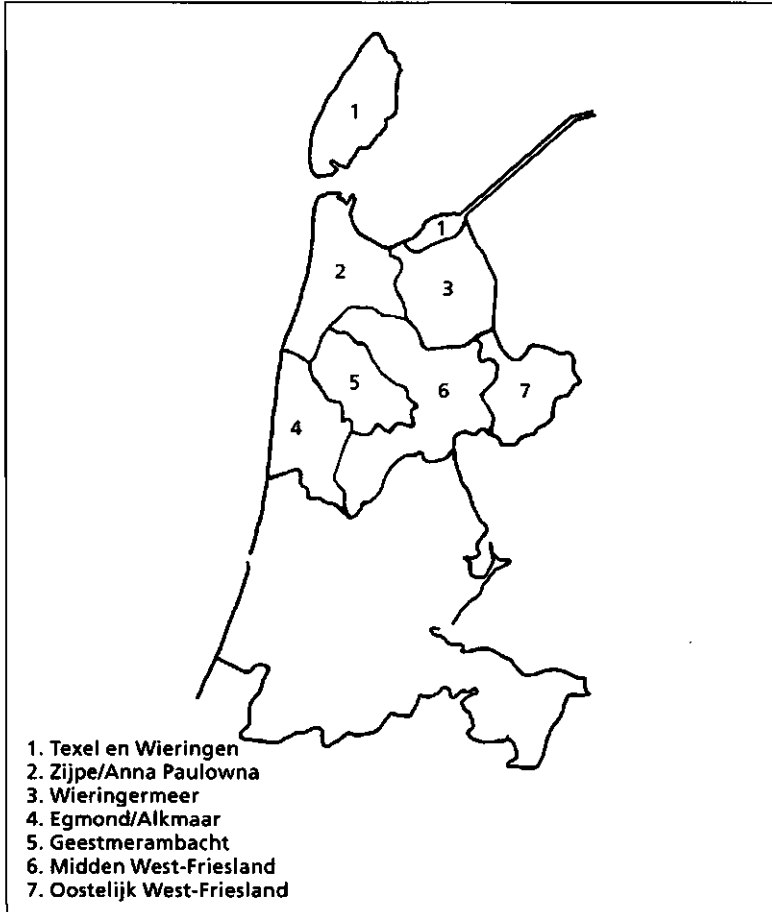 1
1
2
3
5
6
7
4
1. Texel en Wieringen
2. Zijpe/Anna Paulowna
3. Wieringermeer
4. Egmond/Alkmaar
5. Geestmerambacht
6. Midden West-Friesland
7. Oostelijk West-Friesland